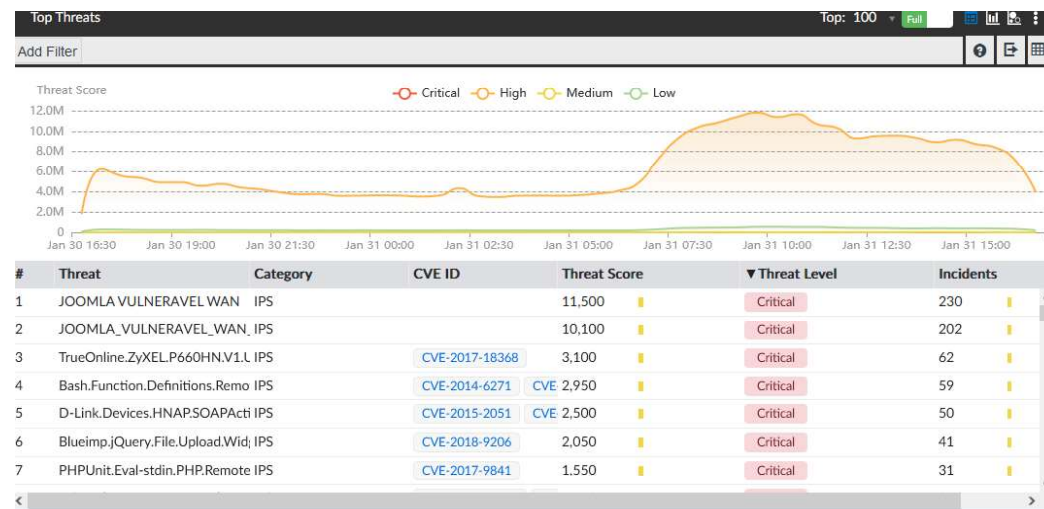 Top Threats Top: 100 Full
Add Filter
Threat Score
Critical High Medium Low
12.0M
10.0M
8.0M
6.0M
4.0M
2.0M
0
Jan 30 16:30 Jan 30 19:00 Jan 30 21:30 Jan 31 00:00 Jan 31 02:30 Jan 31 05:00 Jan 31 07:30 Jan 31 10:00 Jan 31 12:30 Jan 31 15:00
# Threat Category CVE ID Threat Score ▼Threat Level Incidents
1 JOOMLA VULNERAVEL WAN IPS 11,500 Critical 230
2 JOOMLA_VULNERAVEL_WAN_ IPS 10,100 Critical 202
3 TrueOnline.ZyXEL.P660HN.V1.U IPS CVE-2017-18368 3,100 Critical 62
4 Bash.Function.Definitions.Remo IPS CVE-2014-6271 CVE- 2,950 Critical 59
5 D-Link.Devices.HNAP.SOAPActi IPS CVE-2015-2051 CVE- 2,500 Critical 50
6 Blueimp.jQuery.File.Upload.Widg IPS CVE-2018-9206 2,050 Critical 41
7 PHPUnit.Eval-stdin.PHP.Remote IPS CVE-2017-9841 1,550 Critical 31
Critical